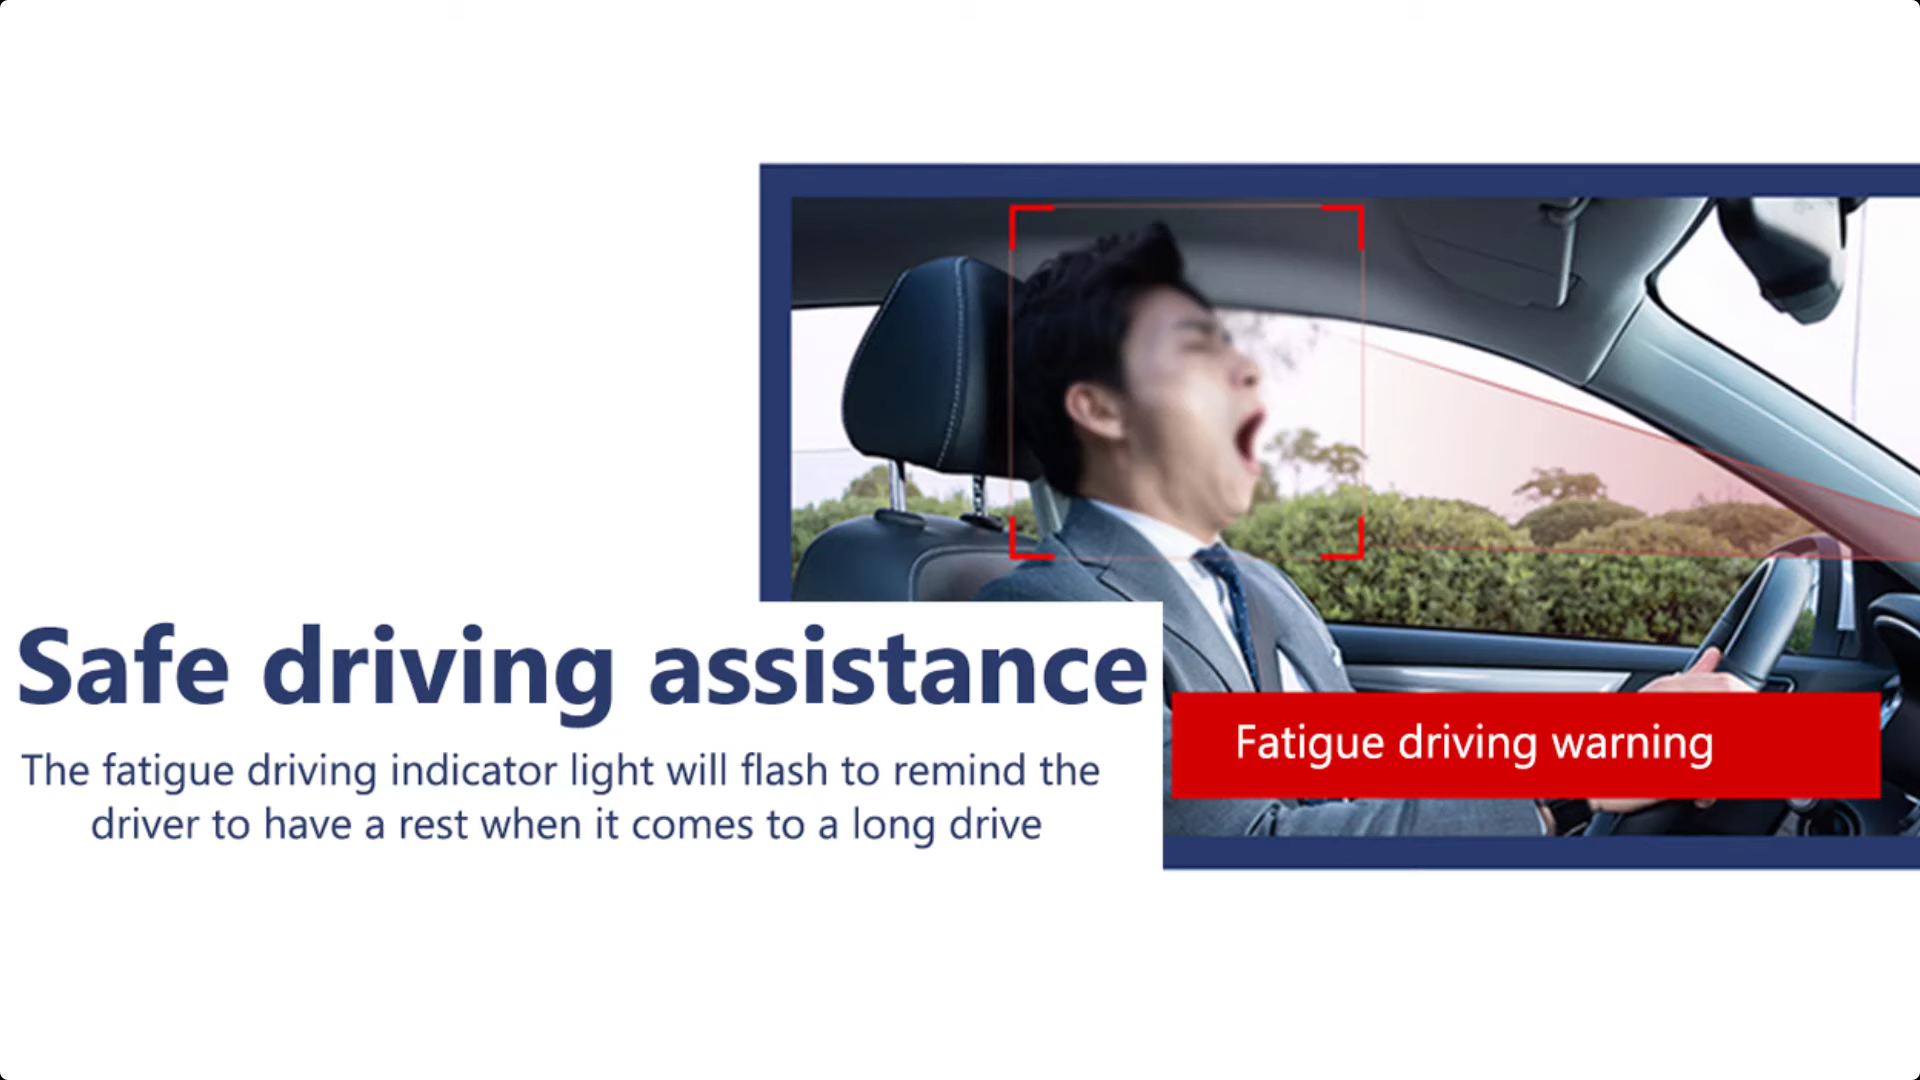 Safe driving assistance
The fatigue driving indicator light will flash to remind the
driver to have a rest when it comes to a long drive
Fatigue driving warning